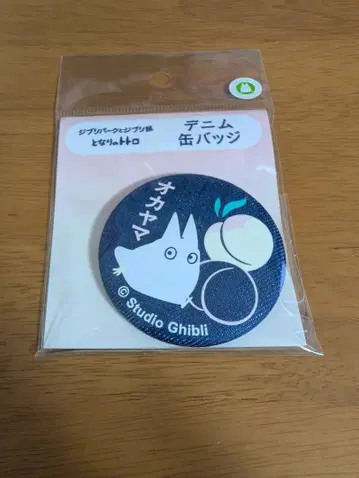 ジブリパークとジブリ展
となりのトトロ
デニム
缶バッジ
オカヤマ
© Studio Ghibli